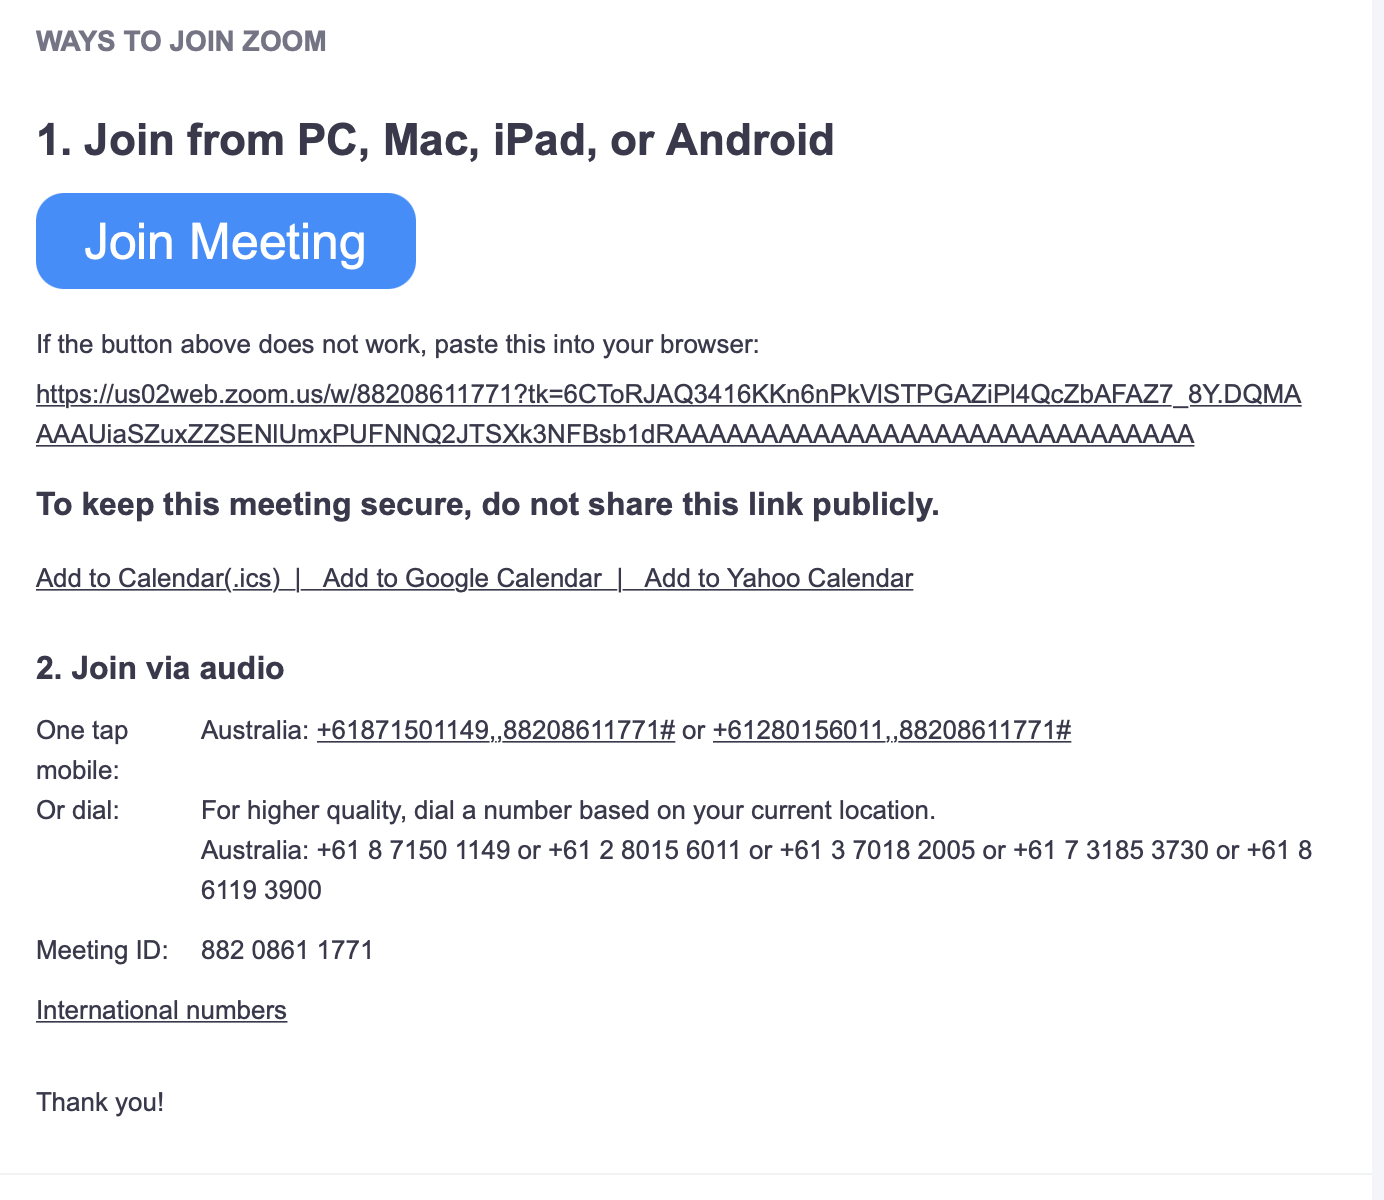 WAYS TO JOIN ZOOM
1. Join from PC, Mac, iPad, or Android
Join Meeting
If the button above does not work, paste this into your browser:
https://us02web.zoom.us/w/88208611771?tk=6CToRJAQ3416KKn6nPkVlSTPGAZiPl4QcZbAFAZ7_8Y.DQMA
AAAUiaSZuxZZSENlUmxPUFNNQ2JTSXk3NFBsb1dRAAAAAAAAAAAAAAAAAAAAAAAAAAAAAA
To keep this meeting secure, do not share this link publicly.
Add to Calendar(.ics)  |   Add to Google Calendar  |   Add to Yahoo Calendar
2. Join via audio
One tap mobile:
Australia: +61871501149,,88208611771# or +61280156011,,88208611771#
Or dial:
For higher quality, dial a number based on your current location.
Australia: +61 8 7150 1149 or +61 2 8015 6011 or +61 3 7018 2005 or +61 7 3185 3730 or +61 8
6119 3900
Meeting ID: 882 0861 1771
International numbers
Thank you!